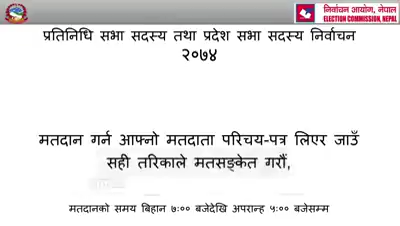 निर्वाचन आयोग, नेपाल
ELECTION COMMISSION, NEPAL
प्रतिनिधि सभा सदस्य तथा प्रदेश सभा सदस्य निर्वाचन
२०७४
मतदान गर्न आफ्नो मतदाता परिचय-पत्र लिएर जाउँ
सही तरिकाले मतसङ्केत गरौं,
मतदानको समय बिहान ७:०० बजेदेखि अपरान्ह ५:०० बजेसम्म